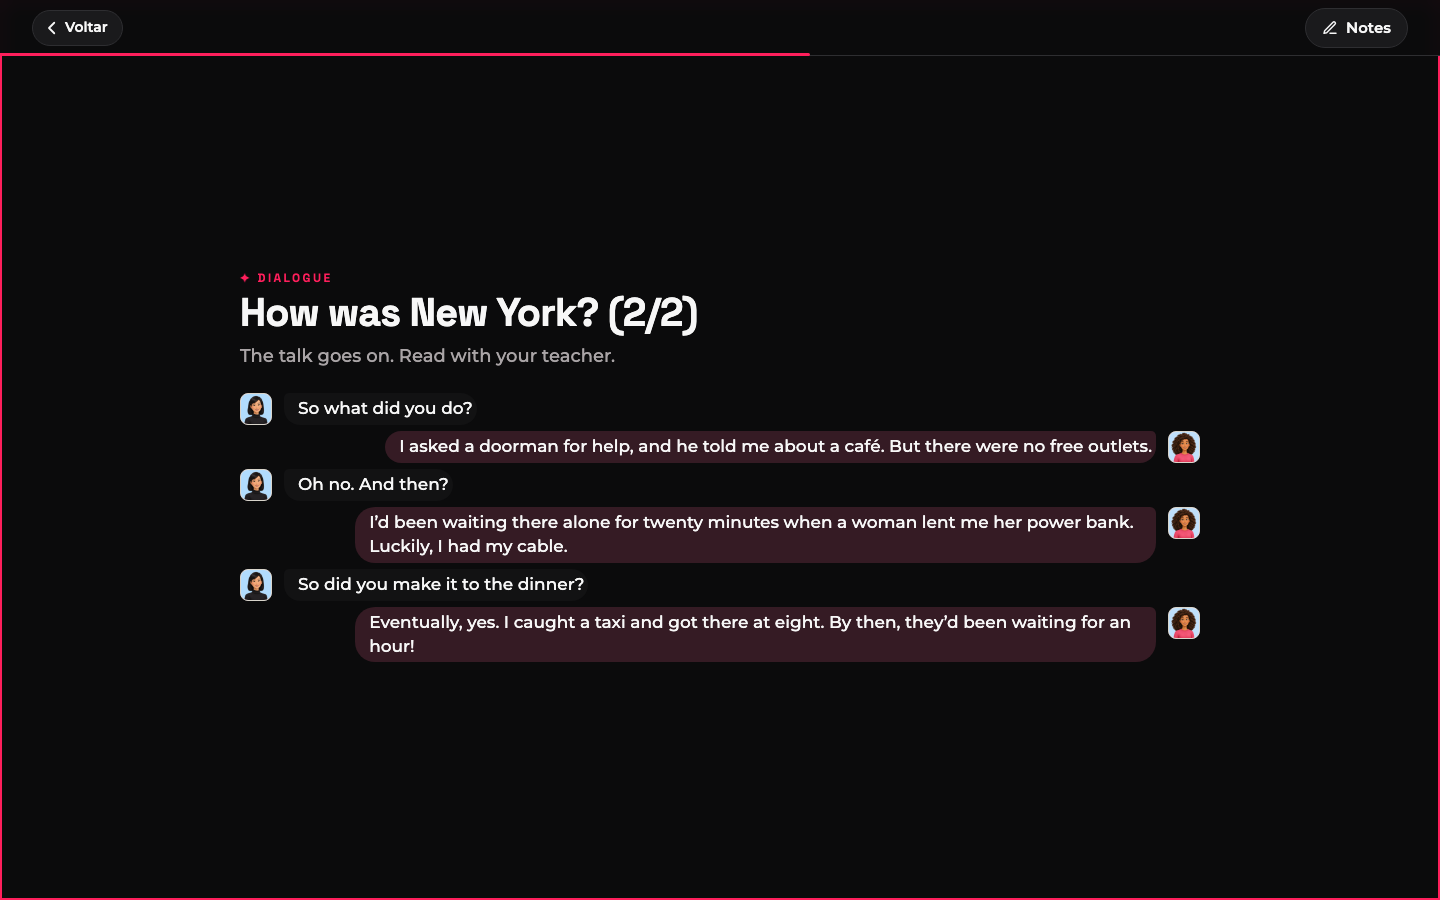 Voltar
Notes
✦ DIALOGUE
How was New York? (2/2)
The talk goes on. Read with your teacher.
So what did you do?
I asked a doorman for help, and he told me about a café. But there were no free outlets.
Oh no. And then?
I’d been waiting there alone for twenty minutes when a woman lent me her power bank.
Luckily, I had my cable.
So did you make it to the dinner?
Eventually, yes. I caught a taxi and got there at eight. By then, they’d been waiting for an
hour!